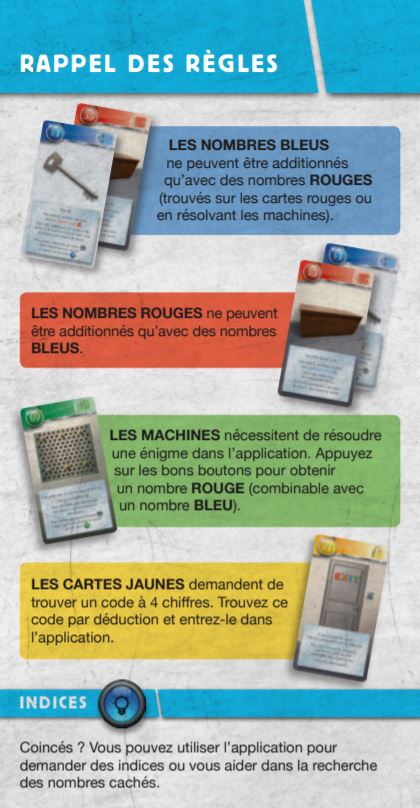 RAPPEL DES RÈGLES
LES NOMBRES BLEUS
ne peuvent être additionnés
qu'avec des nombres ROUGES
(trouvés sur les cartes rouges ou
en résolvant les machines).
LES NOMBRES ROUGES ne peuvent
être additionnés qu'avec des nombres
BLEUS.
LES MACHINES nécessitent de résoudre
une énigme dans l'application. Appuyez
sur les bons boutons pour obtenir
un nombre ROUGE (combinable avec
un nombre BLEU).
LES CARTES JAUNES demandent de
trouver un code à 4 chiffres. Trouvez ce
code par déduction et entrez-le dans
l'application.
EXIT
INDICES
Coincés ? Vous pouvez utiliser l'application pour
demander des indices ou vous aider dans la recherche
des nombres cachés.